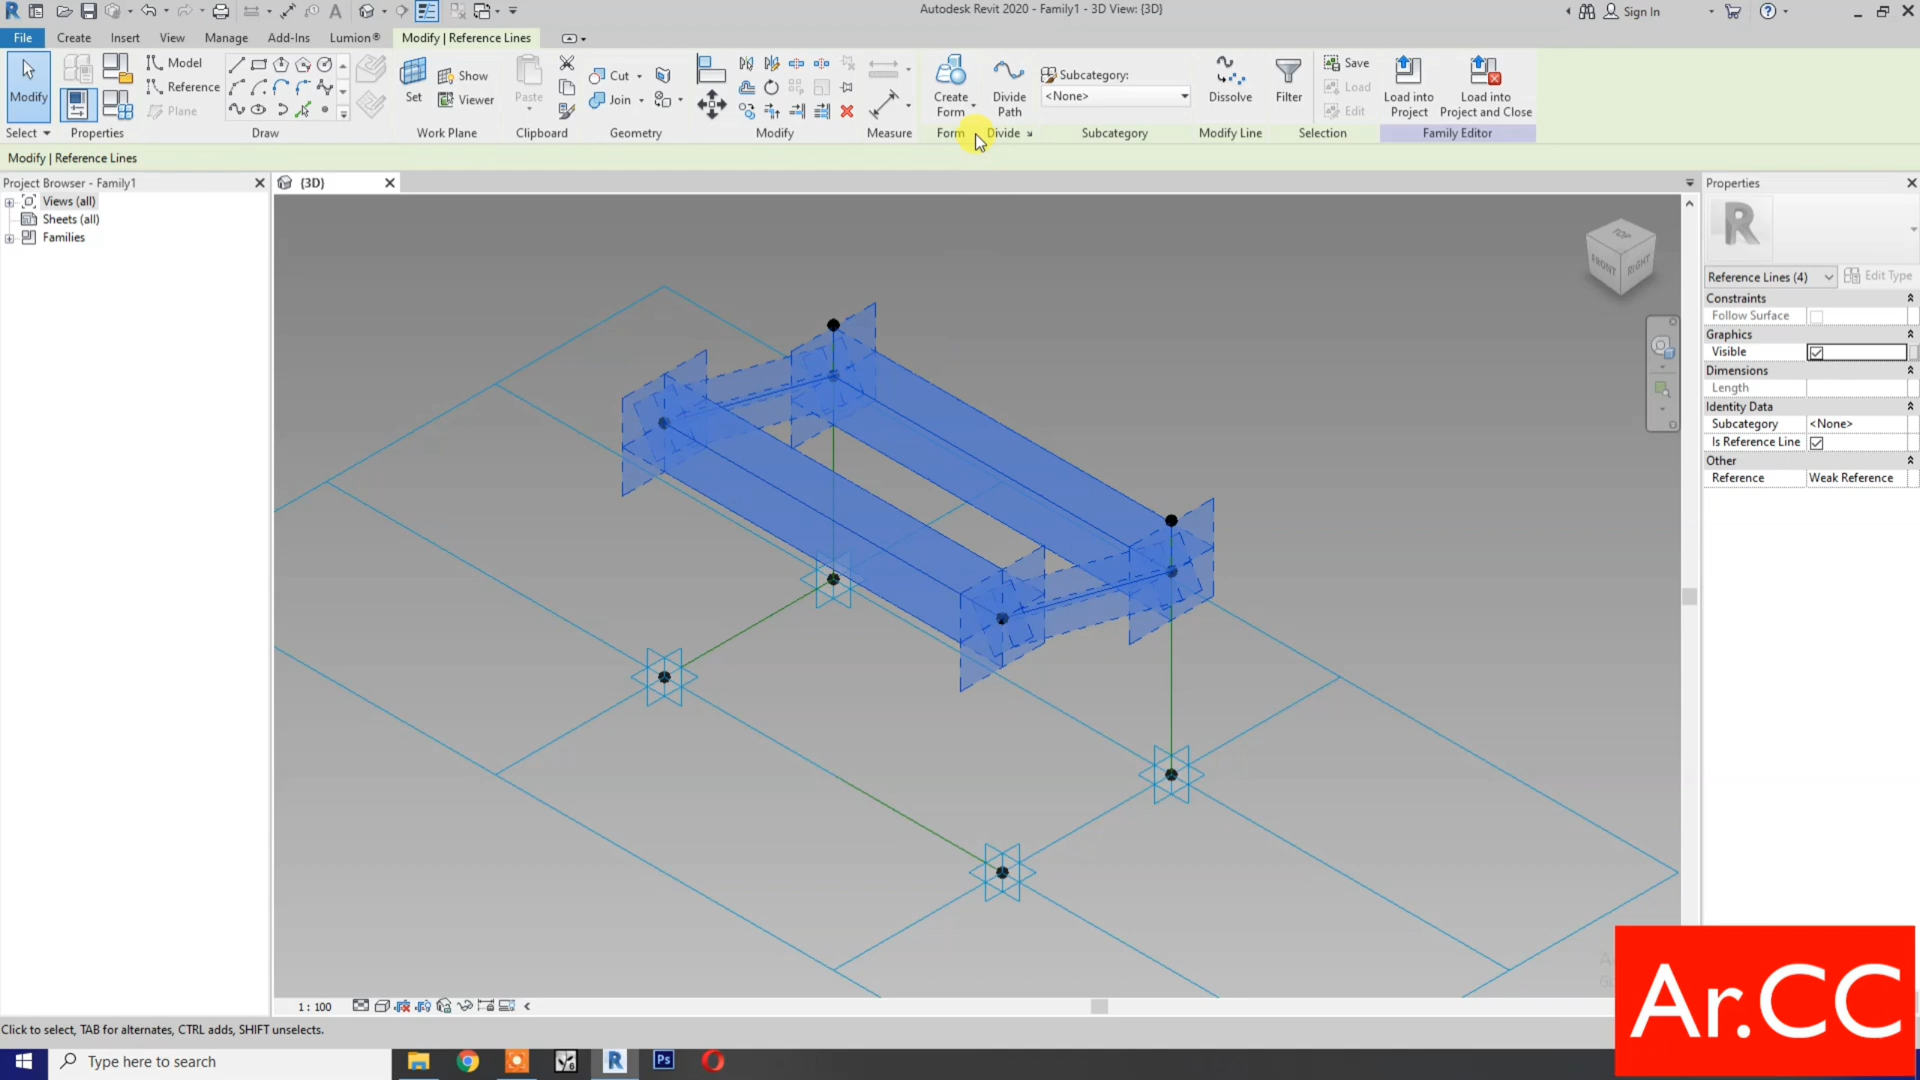 Autodesk Revit 2020 - Family1 - 3D View: {3D}
Sign In
File
Create
Insert
View
Manage
Add-Ins
Lumion®
Modify | Reference Lines
Modify
Select
Properties
Model
Reference
Plane
Draw
Set
Show
Viewer
Work Plane
Paste
Clipboard
Cut
Join
Geometry
Modify
Measure
Create
Form
Form
Divide
Path
Divide
Subcategory:
<None>
Subcategory
Dissolve
Modify Line
Filter
Save
Load
Edit
Selection
Load into
Project
Load into
Project and Close
Family Editor
Modify | Reference Lines
Project Browser - Family1
Views (all)
Sheets (all)
Families
{3D}
TOP
FRONT
RIGHT
Properties
R
Reference Lines (4)
Edit Type
Constraints
Follow Surface
Graphics
Visible
Dimensions
Length
Identity Data
Subcategory
<None>
Is Reference Line
Other
Reference
Weak Reference
1 : 100
Click to select, TAB for alternates, CTRL adds, SHIFT unselects.
Type here to search
R
Ps
Ar.CC